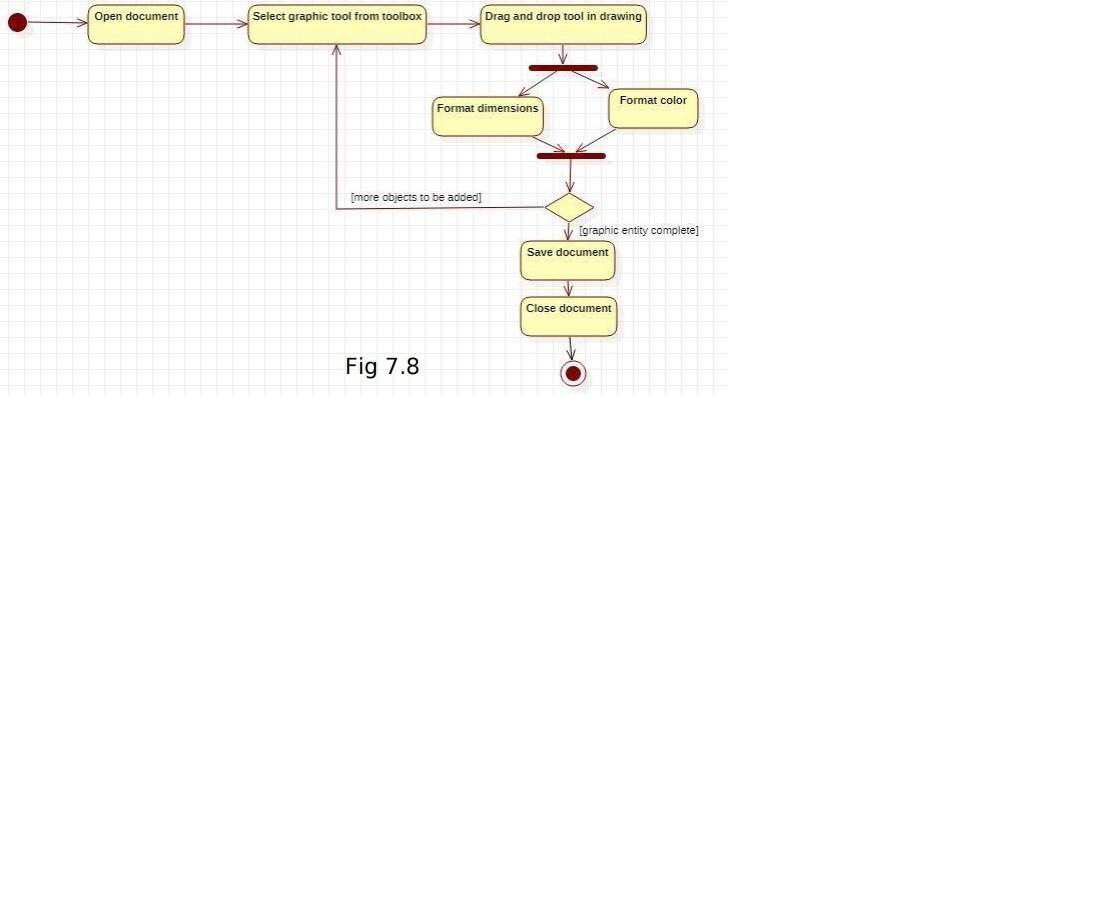 Open document
Select graphic tool from toolbox
Drag and drop tool in drawing
Format dimensions
Format color
[more objects to be added]
[graphic entity complete]
Save document
Close document
Fig 7.8